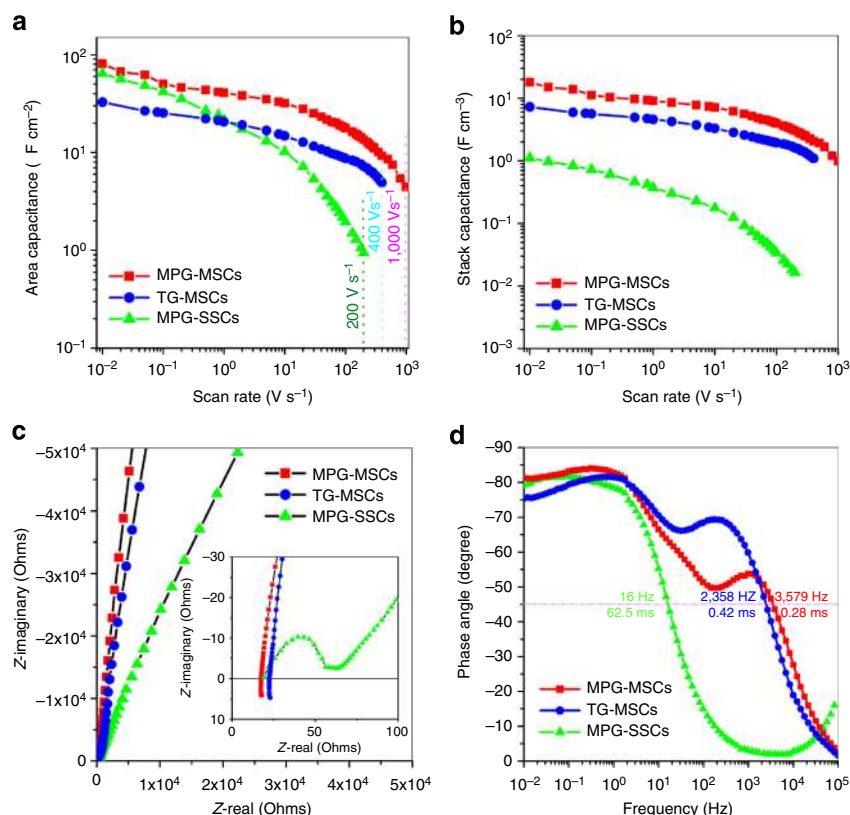 a
10²
10¹
10⁰
10⁻¹
Area capacitance ( F cm⁻²)
MPG-MSCs
TG-MSCs
MPG-SSCs
200 V s⁻¹
400 Vs⁻¹
1,000 Vs⁻¹
10⁻² 10⁻¹ 10⁰ 10¹ 10² 10³
Scan rate (V s⁻¹)
b
10²
10¹
10⁰
10⁻¹
10⁻²
10⁻³
Stack capacitance (F cm⁻³)
MPG-MSCs
TG-MSCs
MPG-SSCs
10⁻² 10⁻¹ 10⁰ 10¹ 10² 10³
Scan rate (V s⁻¹)
c
−5x10⁴
−4x10⁴
−3x10⁴
−2x10⁴
−1x10⁴
0
Z-imaginary (Ohms)
MPG-MSCs
TG-MSCs
MPG-SSCs
−30
−20
−10
0
10
Z-imaginary (Ohms)
0 50 100
Z-real (Ohms)
0 1x10⁴ 2x10⁴ 3x10⁴ 4x10⁴ 5x10⁴
Z-real (Ohms)
d
−90
−80
−70
−60
−50
−40
−30
−20
−10
0
Phase angle (degree)
16 Hz 2,358 HZ 3,579 Hz
62.5 ms 0.42 ms 0.28 ms
MPG-MSCs
TG-MSCs
MPG-SSCs
10⁻² 10⁻¹ 10⁰ 10¹ 10² 10³ 10⁴ 10⁵
Frequency (Hz)